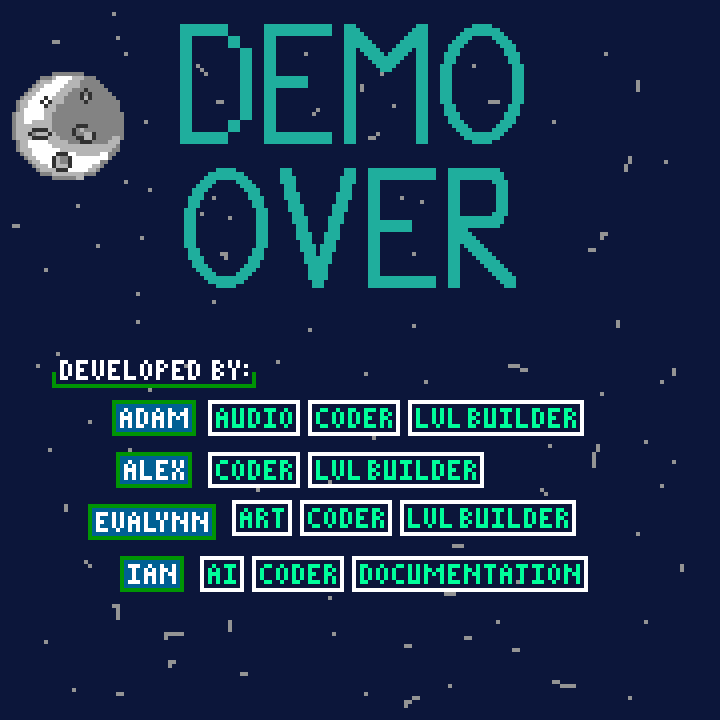 DEMO
OVER
DEVELOPED BY:
ADAM AUDIO CODER LVL BUILDER
ALEX CODER LVL BUILDER
EVALYNN ART CODER LVL BUILDER
IAN AI CODER DOCUMENTATION